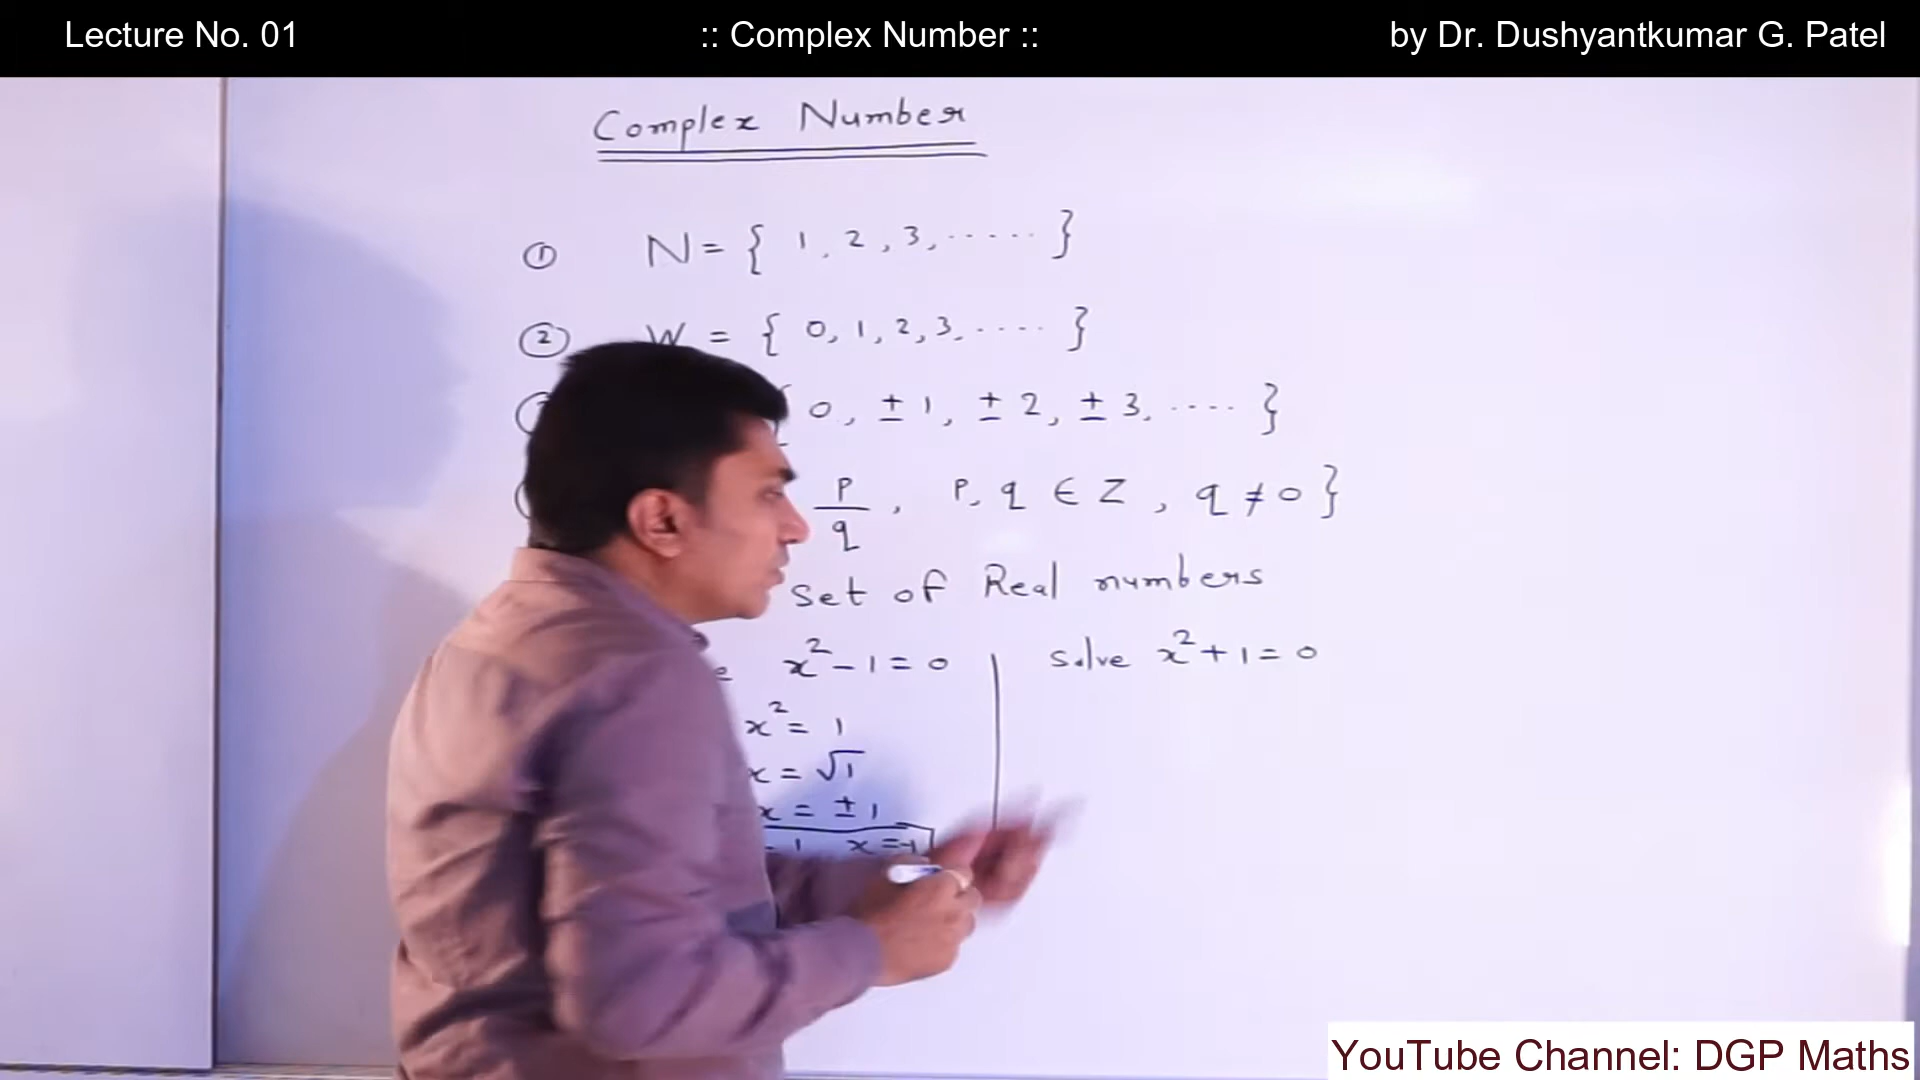 Lecture No. 01 :: Complex Number :: by Dr. Dushyantkumar G. Patel
Complex Number
① N = { 1, 2, 3, ..... }
② W = { 0, 1, 2, 3, .... }
0, ± 1, ± 2, ± 3, .... }
p/q , p, q ∈ Z , q ≠ 0 }
Set of Real numbers
x² - 1 = 0
x² = 1
x = √1
x = ± 1
Solve x² + 1 = 0
YouTube Channel: DGP Maths